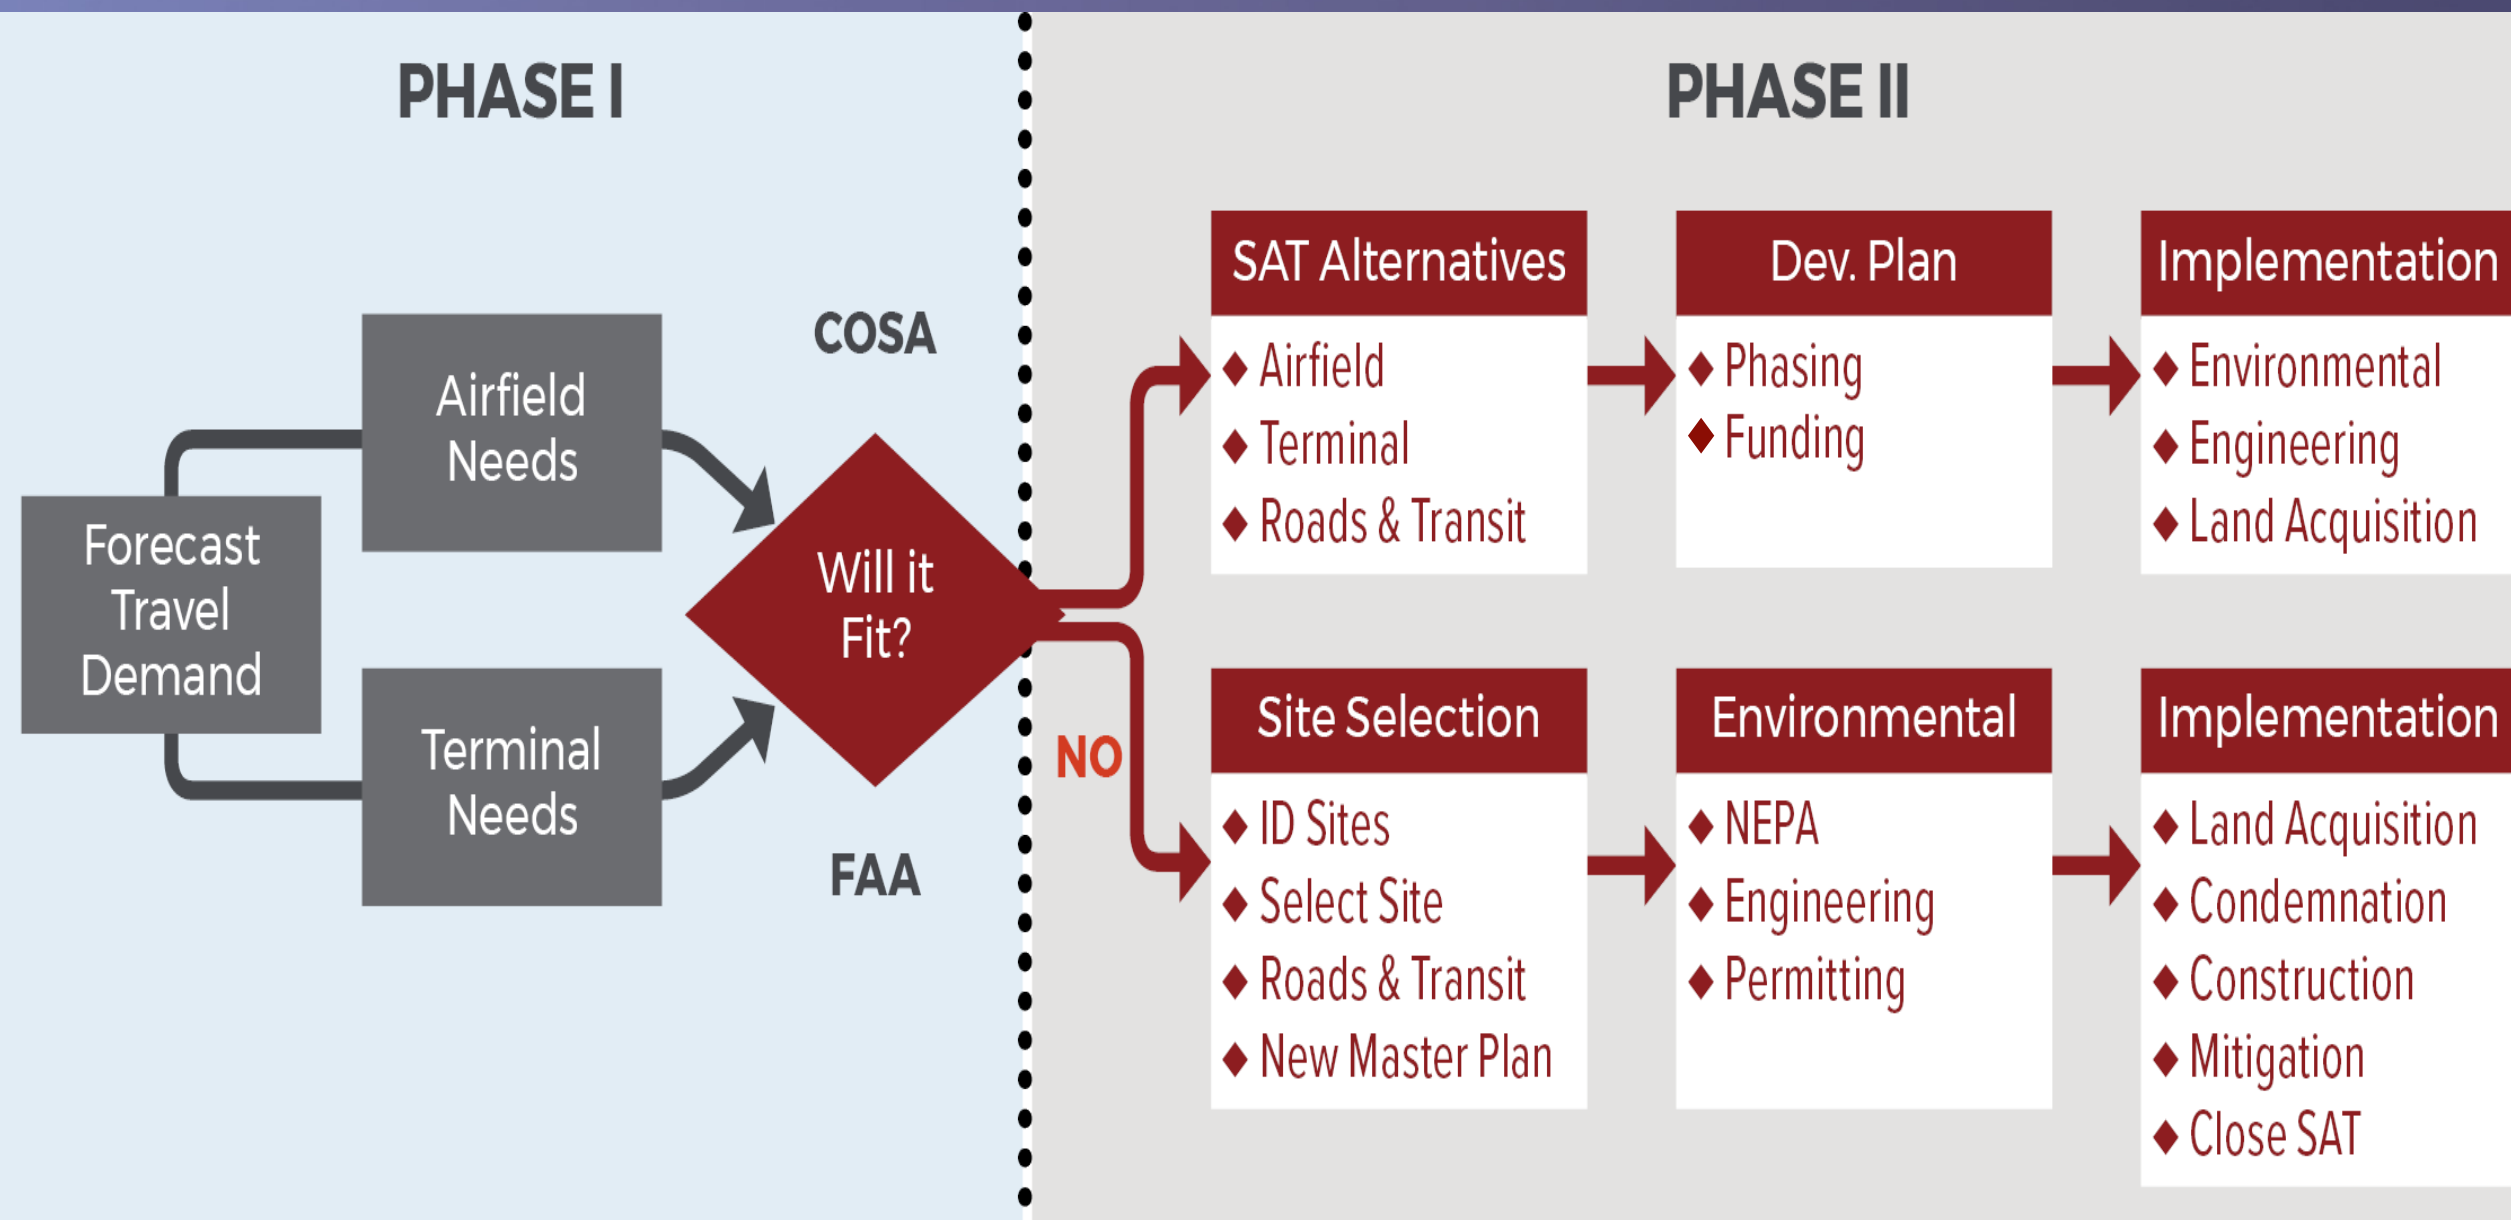 PHASE I
Forecast
Travel
Demand
Airfield
Needs
Terminal
Needs
COSA
Will it
Fit?
FAA
PHASE II
NO
SAT Alternatives
Airfield
Terminal
Roads & Transit
Dev. Plan
Phasing
Funding
Implementation
Environmental
Engineering
Land Acquisition
Site Selection
ID Sites
Select Site
Roads & Transit
New Master Plan
Environmental
NEPA
Engineering
Permitting
Implementation
Land Acquisition
Condemnation
Construction
Mitigation
Close SAT